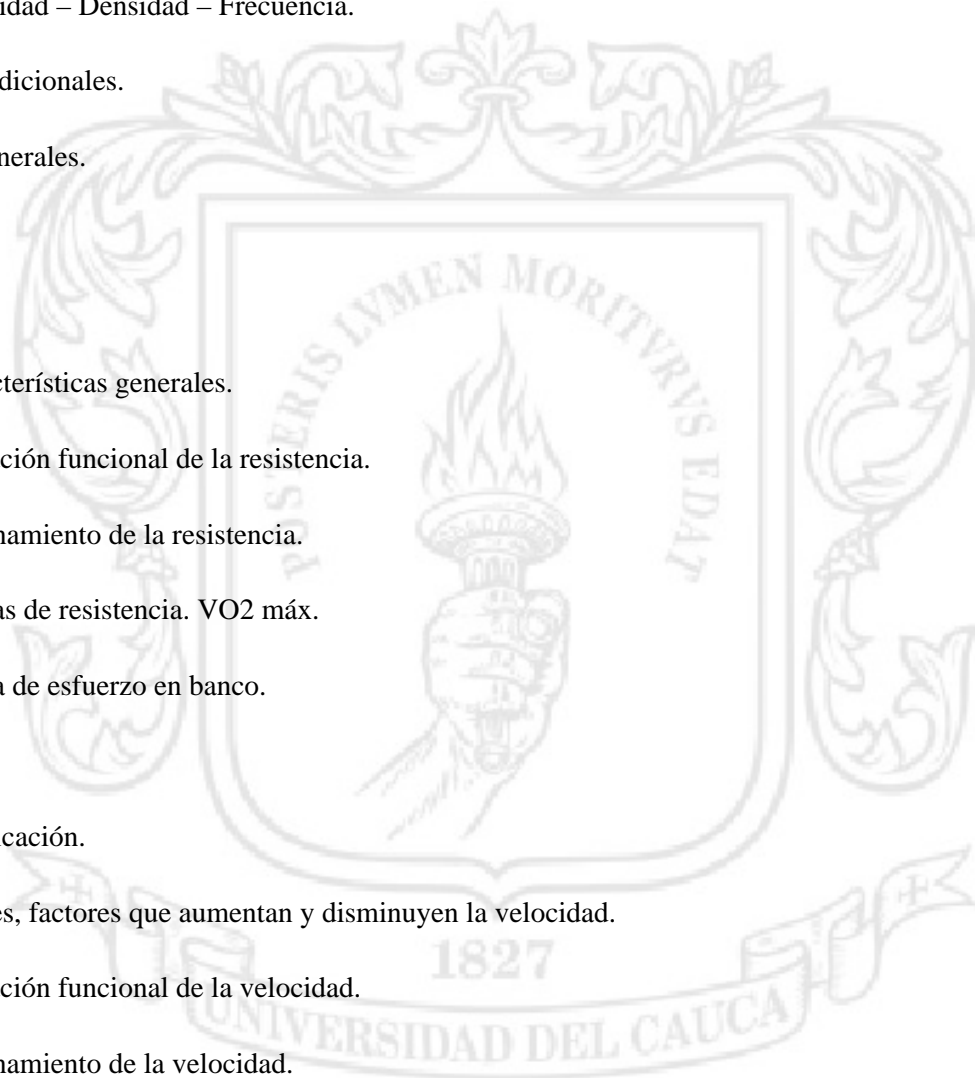 idad – Densidad – Frecuencia.
dicionales.
nerales.
POSTERIS LVMEN MORITVRVS EDAT
cterísticas generales.
ción funcional de la resistencia.
namiento de la resistencia.
as de resistencia. VO2 máx.
a de esfuerzo en banco.
cación.
es, factores que aumentan y disminuyen la velocidad.
1827
ción funcional de la velocidad.
UNIVERSIDAD DEL CAUCA
namiento de la velocidad.